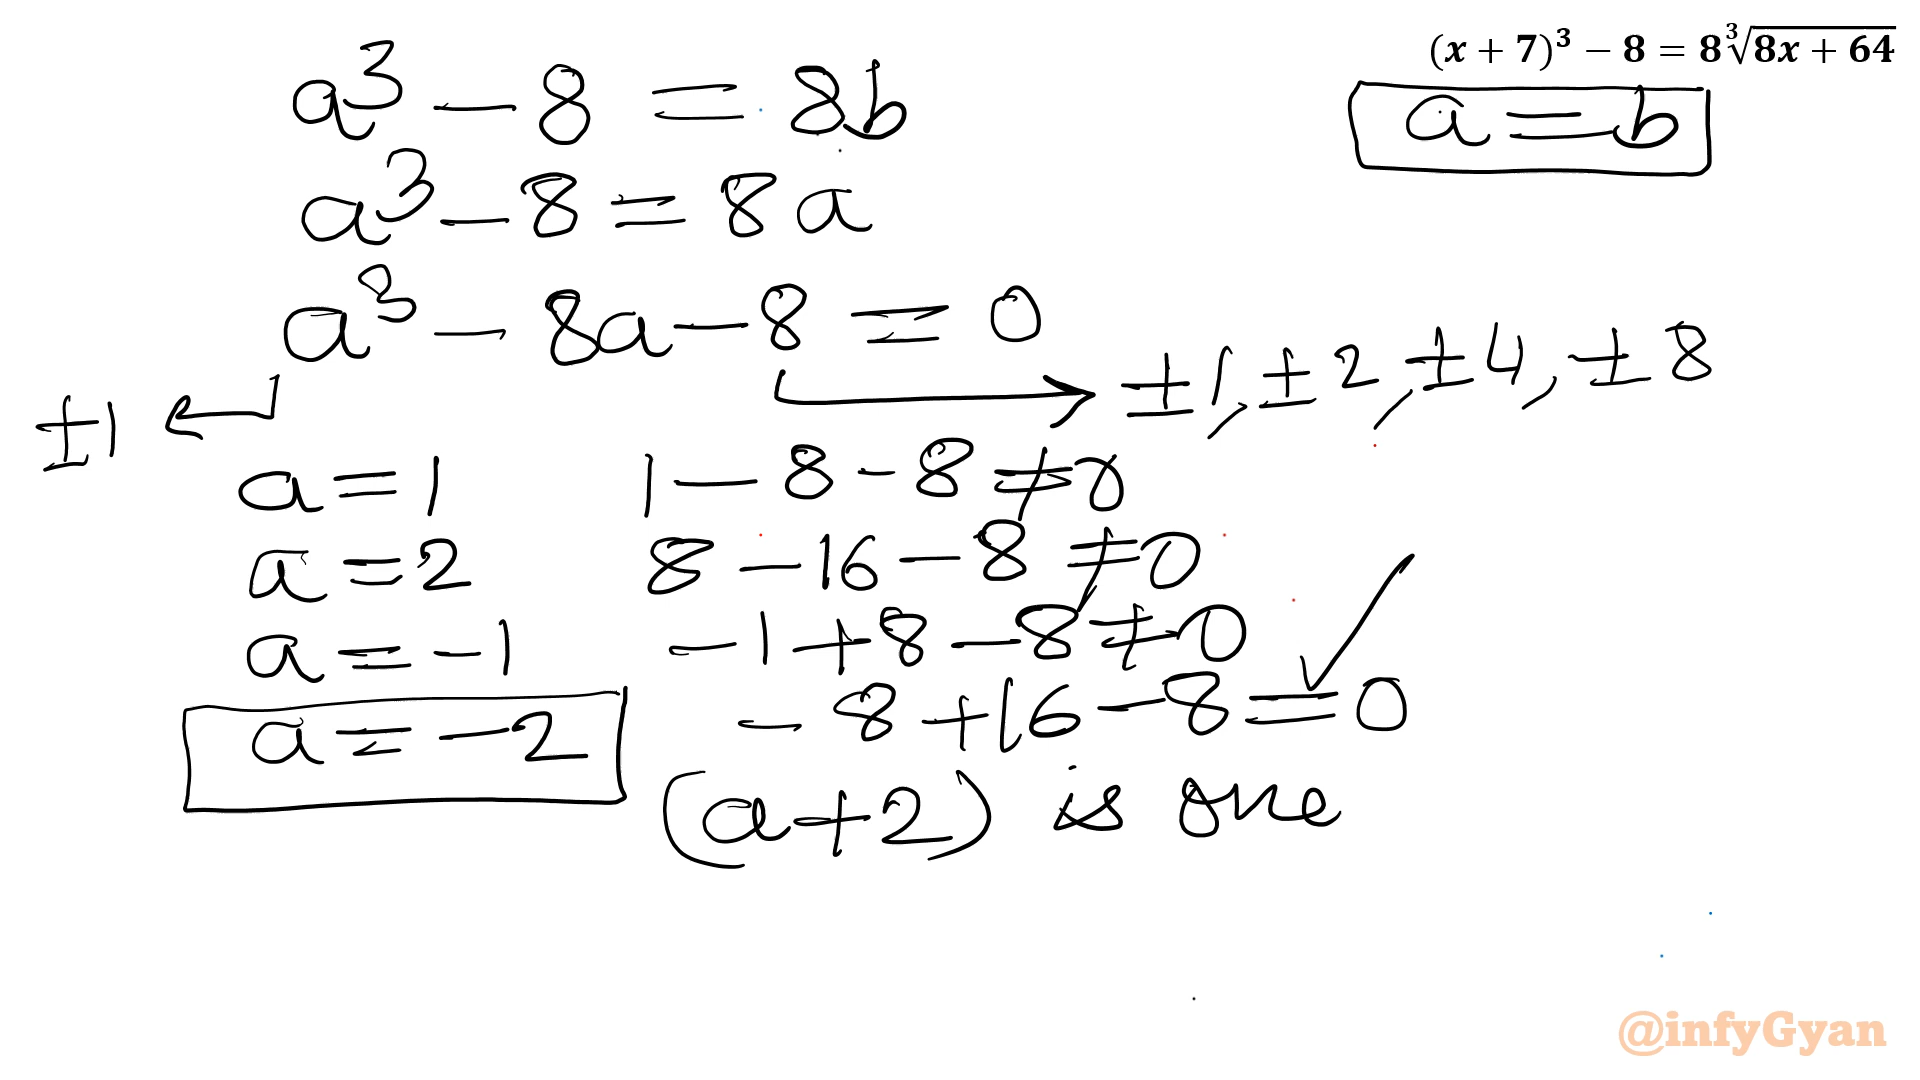 (x + 7)³ − 8 = 8∛(8x + 64)
a = b
a³ − 8 = 8b
a³ − 8 = 8a
a³ − 8a − 8 = 0
±1
±1, ±2, ±4, ±8
a = 1 1 − 8 − 8 ≠ 0
a = 2 8 − 16 − 8 ≠ 0
a = −1 −1 + 8 − 8 ≠ 0
a = −2 −8 + 16 − 8 = 0 ✓
(a + 2) is one
@infyGyan